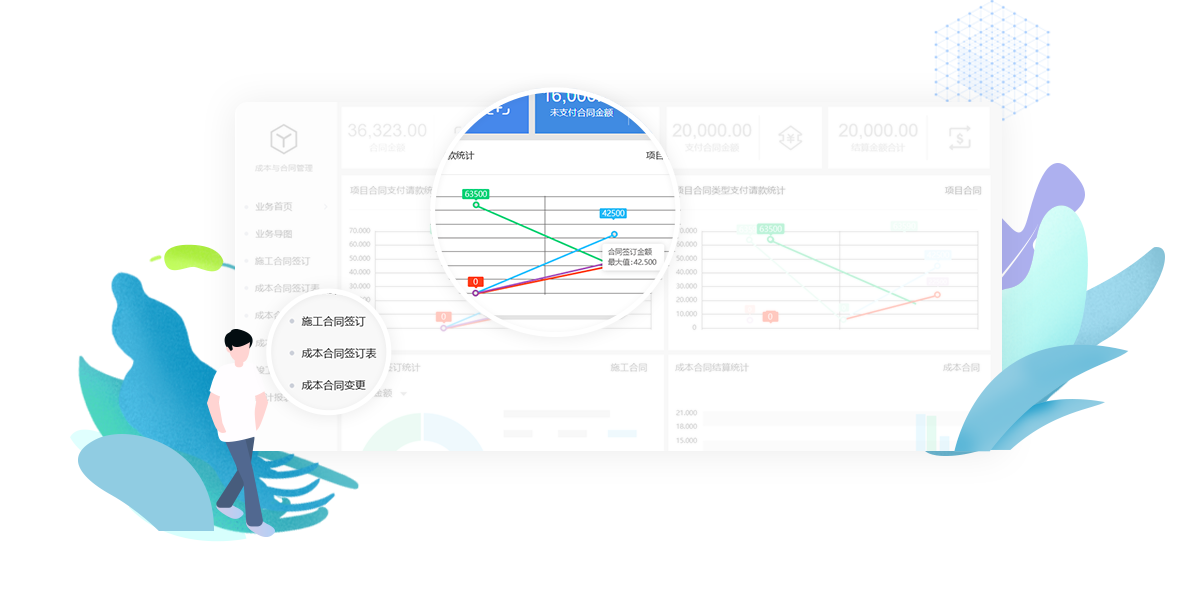 成本与合同管理
业务首页
业务导图
施工合同签订
成本合同签订表
施工合同签订
成本合同签订表
成本合同变更
36,323.00
合同金额
未支付合同金额
20,000.00
支付合同金额
20,000.00
结算金额合计
项目合同支付请款统计
款统计
项目
63500
42500
合同签订金额
最大值:42.500
0
70.000
60.000
50.000
40.000
30.000
0
项目合同类型支付请款统计
项目合同
63500
60.000
50.000
40.000
30.000
20.000
10.000
0
0
签订统计
施工合同
金额
成本合同结算统计
成本合同
21.000
18.000
15.000